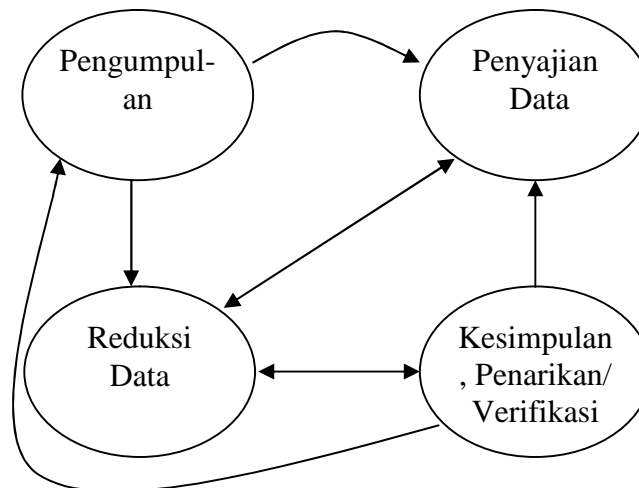 Pengumpul-
an
Penyajian
Data
Reduksi
Data
Kesimpulan
, Penarikan/
Verifikasi